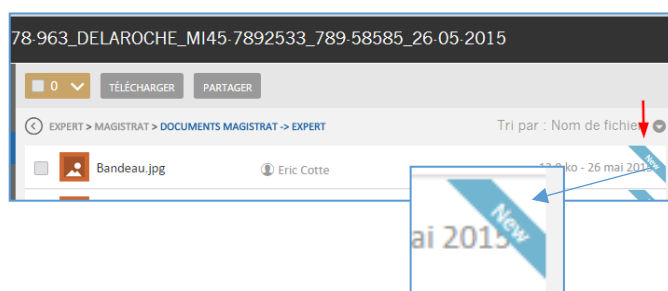 78-963_DELAROCHE_MI45-7892533_789-58585_26-05-2015
0 TÉLÉCHARGER PARTAGER
EXPERT > MAGISTRAT > DOCUMENTS MAGISTRAT -> EXPERT Tri par : Nom de fichier
Bandeau.jpg Eric Cotte ko - 26 mai 2015 New
ai 2015 New